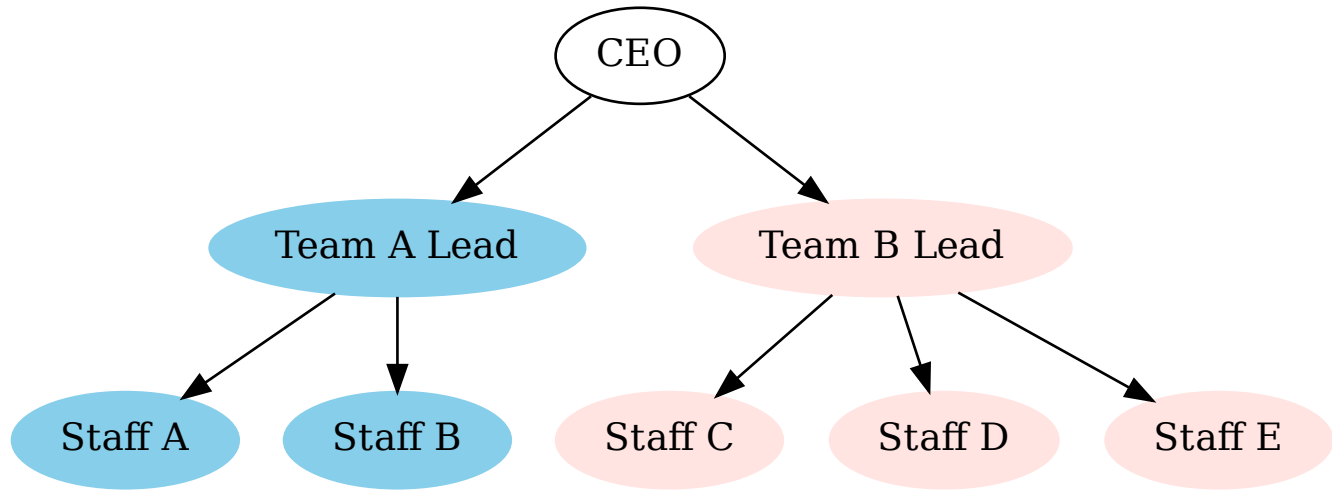 CEO
Team A Lead
Team B Lead
Staff A
Staff B
Staff C
Staff D
Staff E